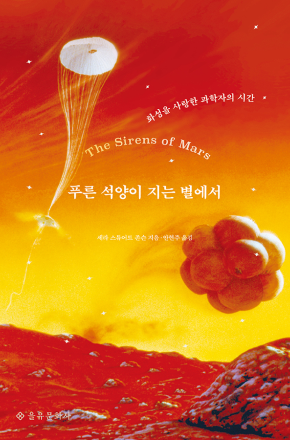 화성을 사랑한 과학자의 시간
The Sirens of Mars
푸른 석양이 지는 별에서
세라 스튜어트 존슨 지음·안현주 옮김
을유문화사